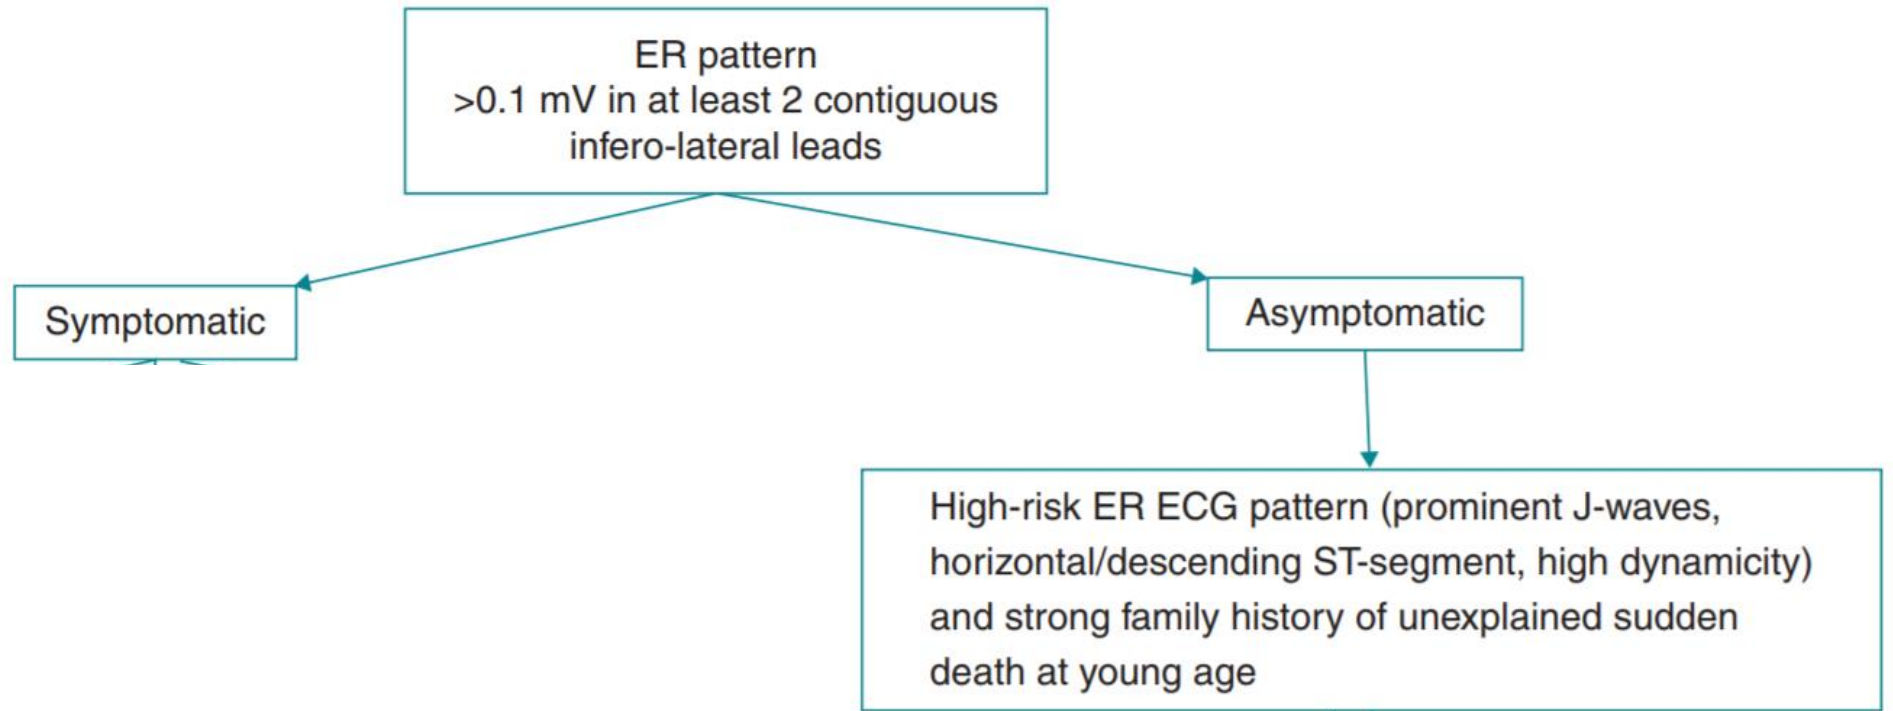 ER pattern
>0.1 mV in at least 2 contiguous
infero-lateral leads
Symptomatic
Asymptomatic
High-risk ER ECG pattern (prominent J-waves,
horizontal/descending ST-segment, high dynamicity)
and strong family history of unexplained sudden
death at young age